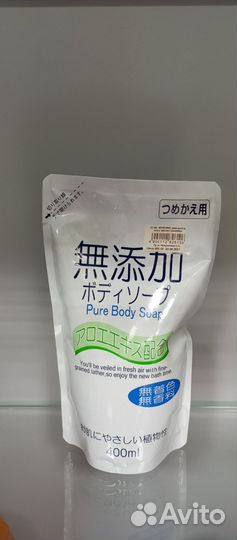 つめかえ用
無添加
ボディソープ
Pure Body Soap
アロエエキス配合
You'll be veiled in fresh air with fine-
grained lather, so enjoy the new bath time.
無着色
無香料
お肌にやさしい植物性
400ml
Avito